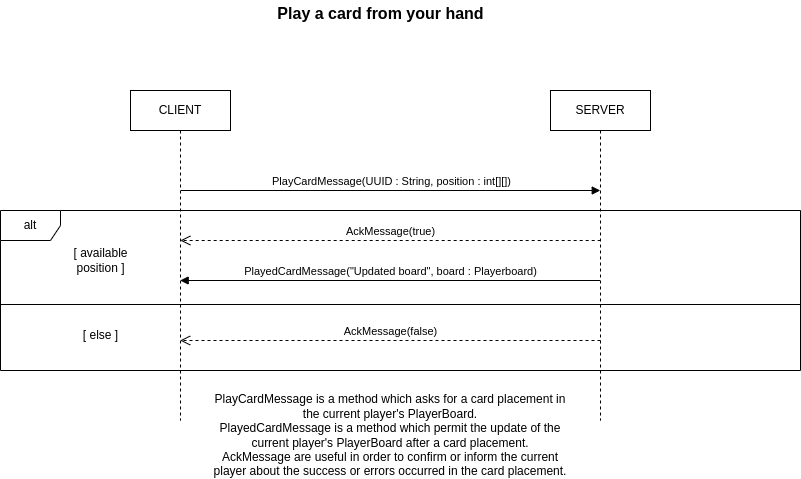 Play a card from your hand
CLIENT
SERVER
PlayCardMessage(UUID : String, position : int[][])
alt
AckMessage(true)
[ available
position ]
PlayedCardMessage("Updated board", board : Playerboard)
[ else ]
AckMessage(false)
PlayCardMessage is a method which asks for a card placement in
the current player's PlayerBoard.
PlayedCardMessage is a method which permit the update of the
current player's PlayerBoard after a card placement.
AckMessage are useful in order to confirm or inform the current
player about the success or errors occurred in the card placement.